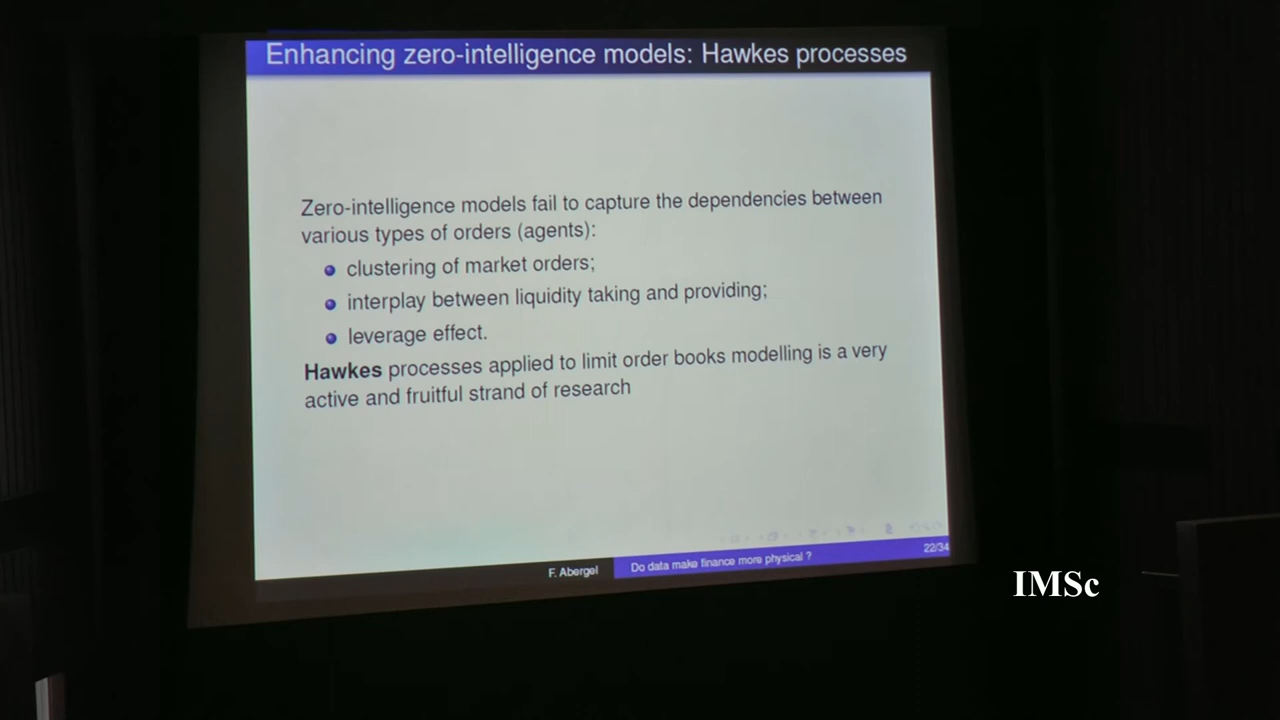 Enhancing zero-intelligence models: Hawkes processes
Zero-intelligence models fail to capture the dependencies between
various types of orders (agents):
clustering of market orders;
interplay between liquidity taking and providing;
leverage effect.
Hawkes processes applied to limit order books modelling is a very
active and fruitful strand of research
F. Abergel
Do data make finance more physical ?
22/34
IMSc